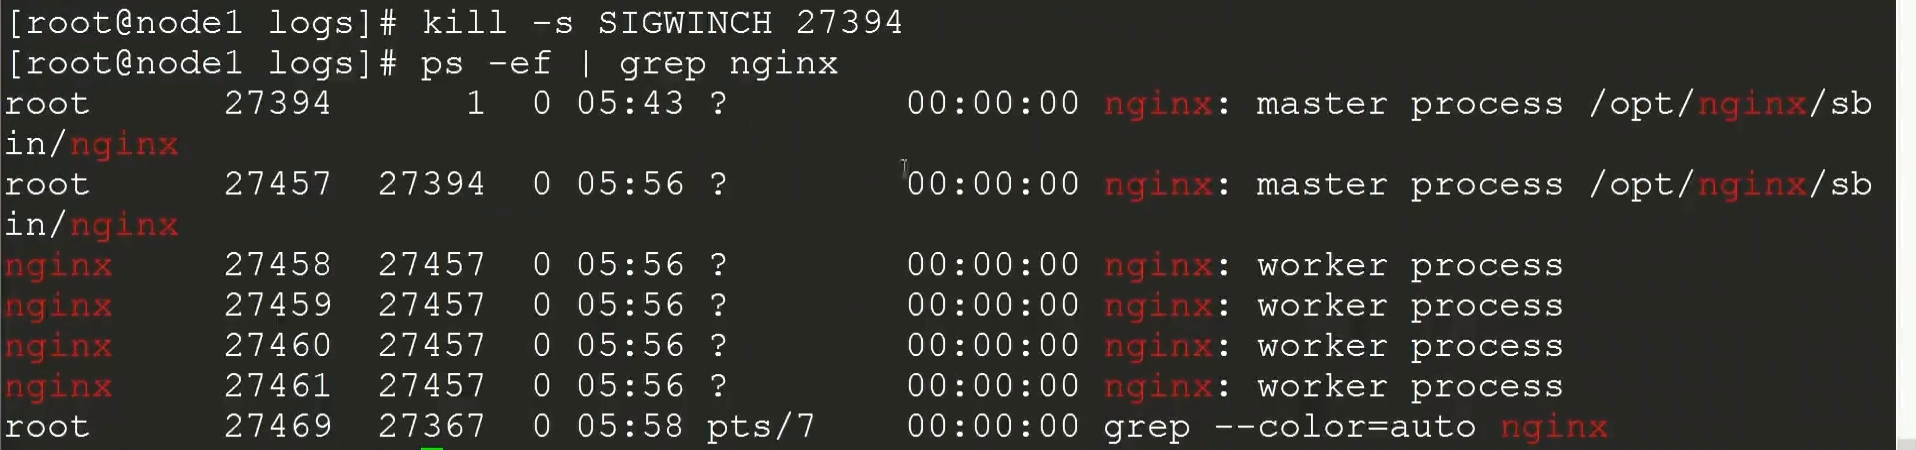 [root@node1 logs]# kill -s SIGWINCH 27394
[root@node1 logs]# ps -ef | grep nginx
root 27394 1 0 05:43 ? 00:00:00 nginx: master process /opt/nginx/sb
in/nginx
root 27457 27394 0 05:56 ? 00:00:00 nginx: master process /opt/nginx/sb
in/nginx
nginx 27458 27457 0 05:56 ? 00:00:00 nginx: worker process
nginx 27459 27457 0 05:56 ? 00:00:00 nginx: worker process
nginx 27460 27457 0 05:56 ? 00:00:00 nginx: worker process
nginx 27461 27457 0 05:56 ? 00:00:00 nginx: worker process
root 27469 27367 0 05:58 pts/7 00:00:00 grep --color=auto nginx